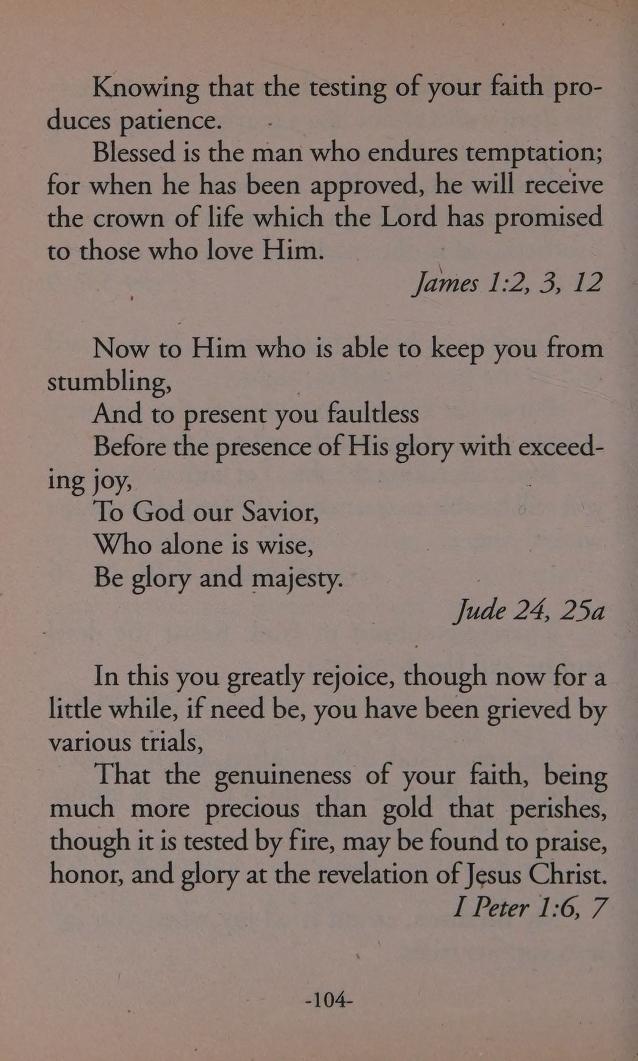 Knowing that the testing of your faith pro-
duces patience.
Blessed is the man who endures temptation;
for when he has been approved, he will receive
the crown of life which the Lord has promised
to those who love Him.
James 1:2, 3, 12
Now to Him who is able to keep you from
stumbling,
And to present you faultless
Before the presence of His glory with exceed-
ing joy,
To God our Savior,
Who alone is wise,
Be glory and majesty.
Jude 24, 25a
In this you greatly rejoice, though now for a
little while, if need be, you have been grieved by
various trials,
That the genuineness of your faith, being
much more precious than gold that perishes,
though it is tested by fire, may be found to praise,
honor, and glory at the revelation of Jesus Christ.
I Peter 1:6, 7
-104-